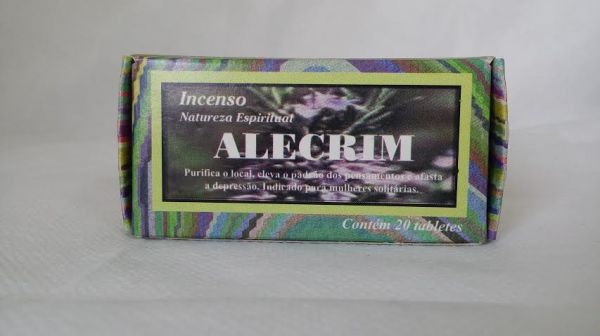 Incenso
Natureza Espiritual
ALECRIM
Purifica o local, eleva o padrão dos pensamentos e afasta
a depressão. Indicado para mulheres solitárias.
Contém 20 tabletes